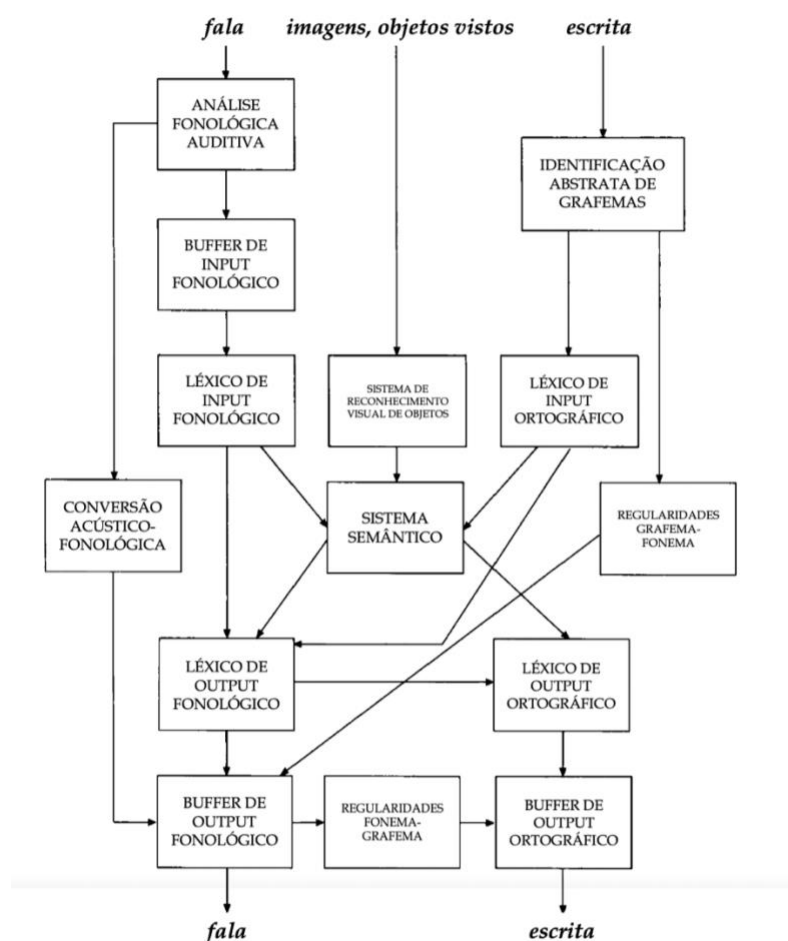 fala
imagens, objetos vistos
escrita
ANÁLISE
FONOLÓGICA
AUDITIVA
IDENTIFICAÇÃO
ABSTRATA DE
GRAFEMAS
BUFFER DE
INPUT
FONOLÓGICO
LÉXICO DE
INPUT
FONOLÓGICO
SISTEMA DE
RECONHECIMENTO
VISUAL DE OBJETOS
LÉXICO DE
INPUT
ORTOGRÁFICO
CONVERSÃO
ACÚSTICO-
FONOLÓGICA
SISTEMA
SEMÂNTICO
REGULARIDADES
GRAFEMA-
FONEMA
LÉXICO DE
OUTPUT
FONOLÓGICO
LÉXICO DE
OUTPUT
ORTOGRÁFICO
BUFFER DE
OUTPUT
FONOLÓGICO
REGULARIDADES
FONEMA-
GRAFEMA
BUFFER DE
OUTPUT
ORTOGRÁFICO
fala
escrita